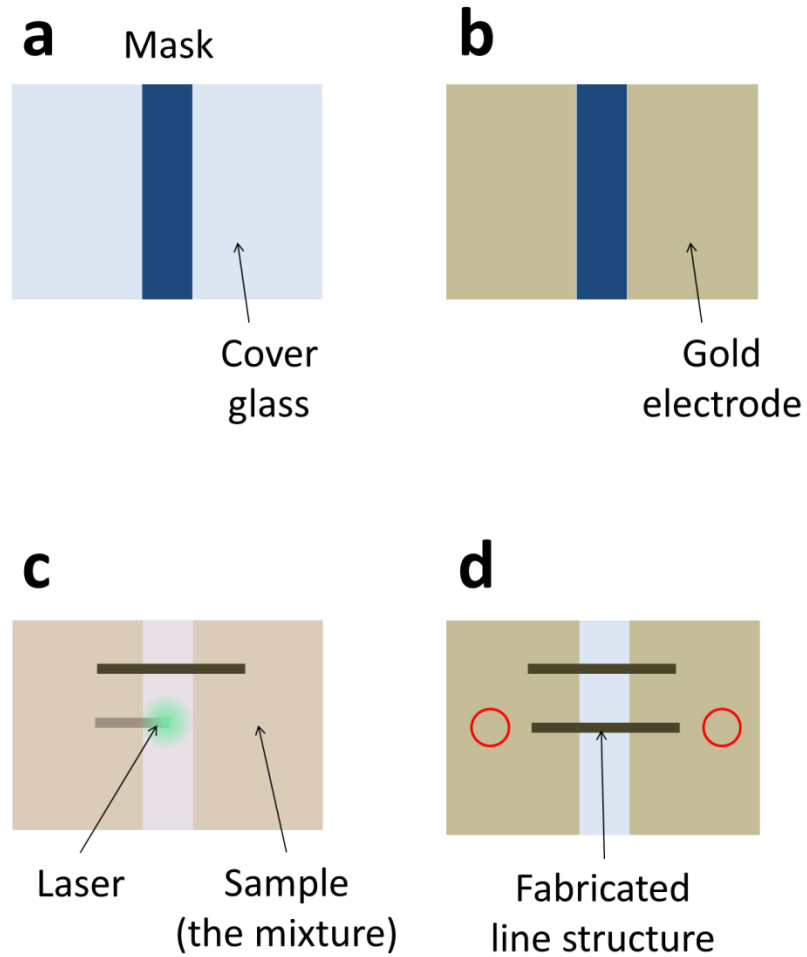 a
Mask
Cover
glass
b
Gold
electrode
c
Laser
Sample
(the mixture)
d
Fabricated
line structure